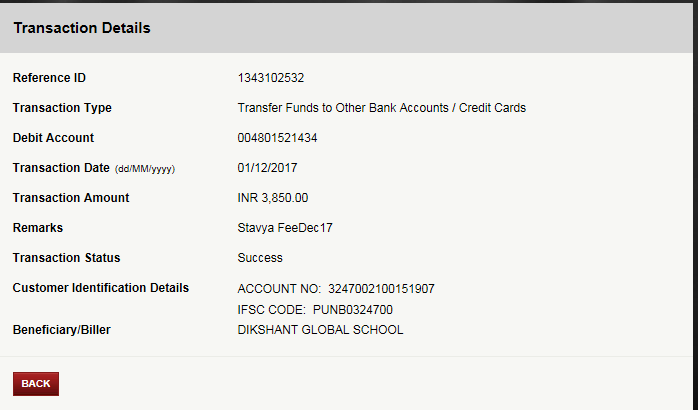 Transaction Details
Reference ID 1343102532
Transaction Type Transfer Funds to Other Bank Accounts / Credit Cards
Debit Account 004801521434
Transaction Date (dd/MM/yyyy) 01/12/2017
Transaction Amount INR 3,850.00
Remarks Stavya FeeDec17
Transaction Status Success
Customer Identification Details ACCOUNT NO: 3247002100151907
IFSC CODE: PUNB0324700
Beneficiary/Biller DIKSHANT GLOBAL SCHOOL
BACK